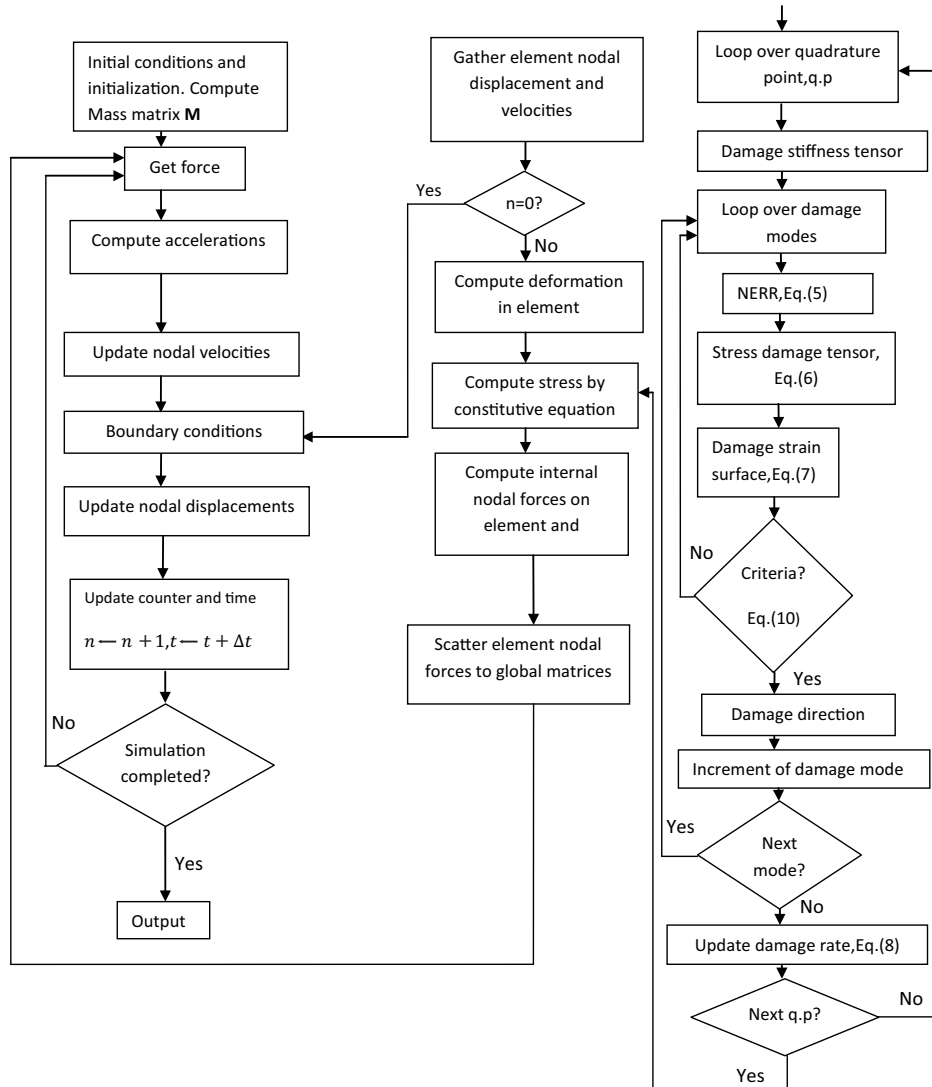 Initial conditions and
initialization. Compute
Mass matrix M
Get force
Compute accelerations
Update nodal velocities
Boundary conditions
Update nodal displacements
Update counter and time
n ← n + 1,t ← t + Δt
No
Simulation
completed?
Yes
Output
Gather element nodal
displacement and
velocities
Yes
n=0?
No
Compute deformation
in element
Compute stress by
constitutive equation
Compute internal
nodal forces on
element and
Scatter element nodal
forces to global matrices
Loop over quadrature
point,q.p
Damage stiffness tensor
Loop over damage
modes
NERR,Eq.(5)
Stress damage tensor,
Eq.(6)
Damage strain
surface,Eq.(7)
No
Criteria?
Eq.(10)
Yes
Damage direction
Increment of damage mode
Yes
Next
mode?
No
Update damage rate,Eq.(8)
Next q.p?
No
Yes